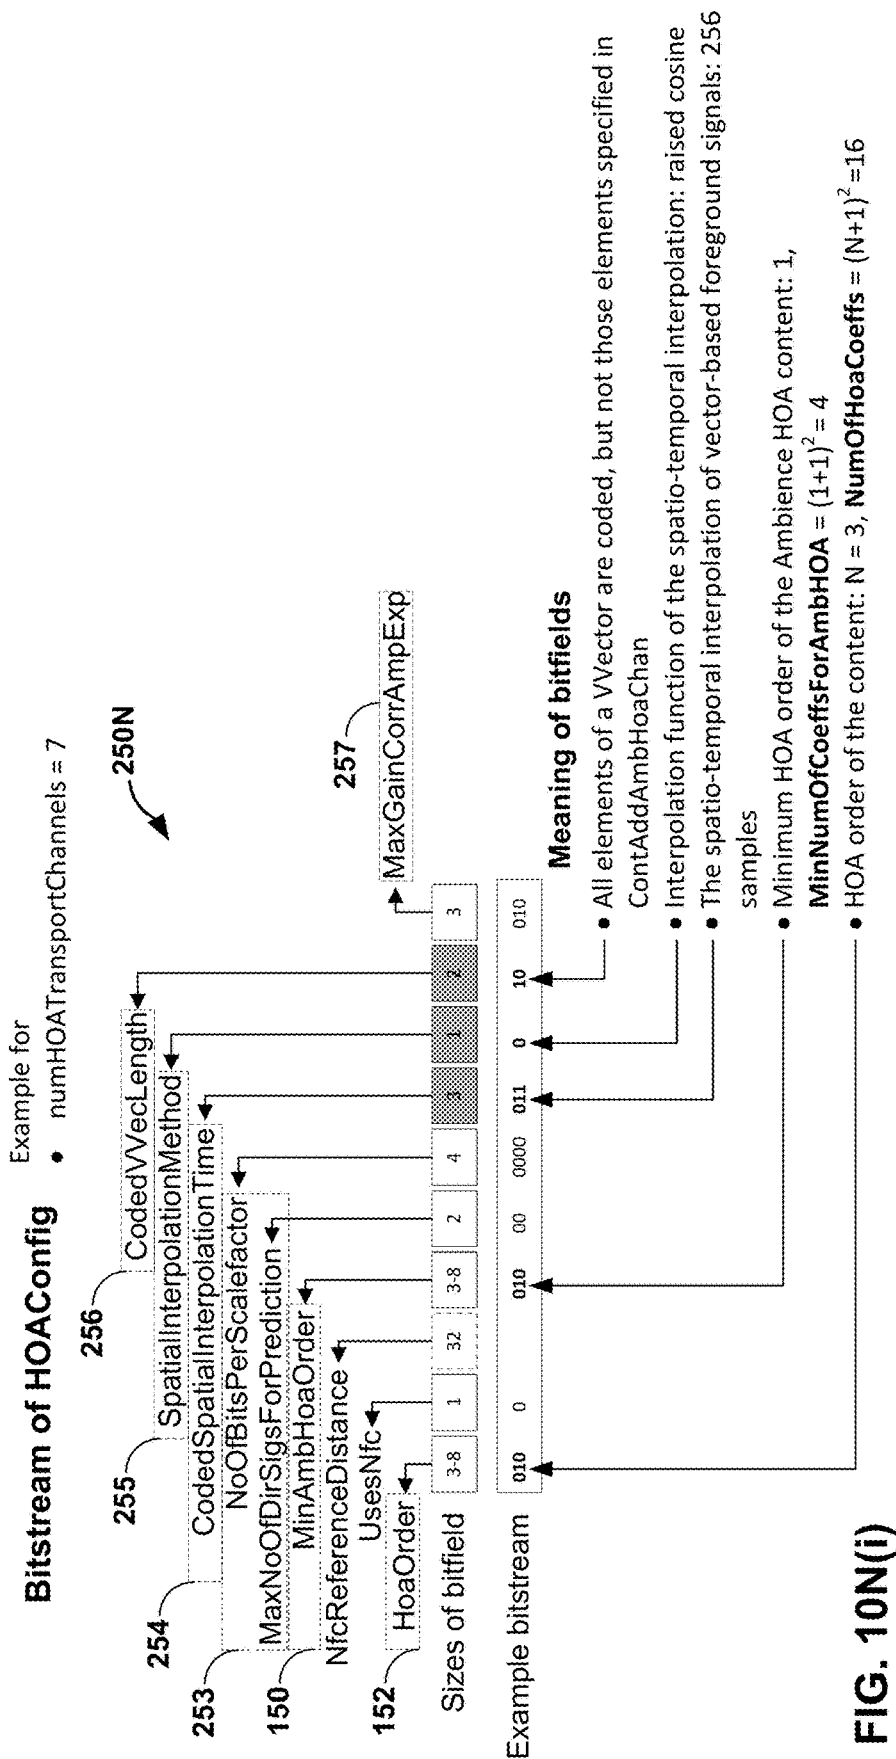 Bitstream of HOAConfig
Example for
• numHOATransportChannels = 7
250N
256
CodedVVecLength
255
SpatialInterpolationMethod
254
CodedSpatialInterpolationTime
253
NoOfBitsPerScalefactor
MaxNoOfDirSigsForPrediction
150
MinAmbHoaOrder
NfcReferenceDistance
UsesNfc
152
HoaOrder
257
MaxGainCorrAmpExp
Sizes of bitfield 3-8 1 32 3-8 2 4 3 1 2 3
Example bitstream 010 0 010 00 0000 011 0 10 010
Meaning of bitfields
• All elements of a VVector are coded, but not those elements specified in
ContAddAmbHoaChan
• Interpolation function of the spatio-temporal interpolation: raised cosine
• The spatio-temporal interpolation of vector-based foreground signals: 256
samples
• Minimum HOA order of the Ambience HOA content: 1,
MinNumOfCoeffsForAmbHOA = (1+1)² = 4
• HOA order of the content: N = 3, NumOfHoaCoeffs = (N+1)² =16
FIG. 10N(i)